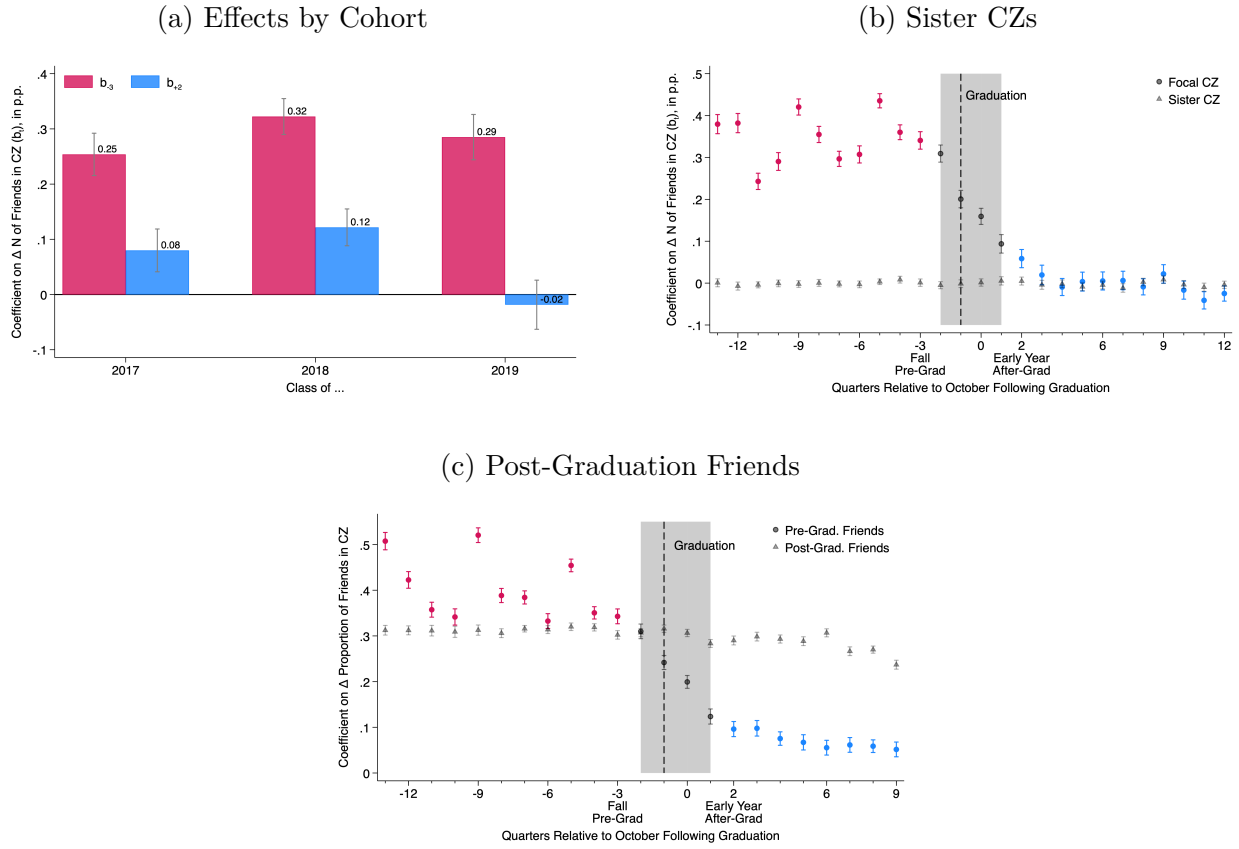 (a) Effects by Cohort
Coefficient on Δ N of Friends in CZ (bⱼ), in p.p.
.4
.3
.2
.1
0
-.1
b-3
b+2
0.25
0.08
0.32
0.12
0.29
-0.02
2017
2018
2019
Class of ...
(b) Sister CZs
Coefficient on Δ N of Friends in CZ (bⱼ), in p.p.
.5
.4
.3
.2
.1
0
-.1
Graduation
Focal CZ
Sister CZ
-12
-9
-6
-3
0
2
6
9
12
Fall
Pre-Grad
Early Year
After-Grad
Quarters Relative to October Following Graduation
(c) Post-Graduation Friends
Coefficient on Δ Proportion of Friends in CZ
.5
.4
.3
.2
.1
0
Graduation
Pre-Grad. Friends
Post-Grad. Friends
-12
-9
-6
-3
0
2
6
9
Fall
Pre-Grad
Early Year
After-Grad
Quarters Relative to October Following Graduation